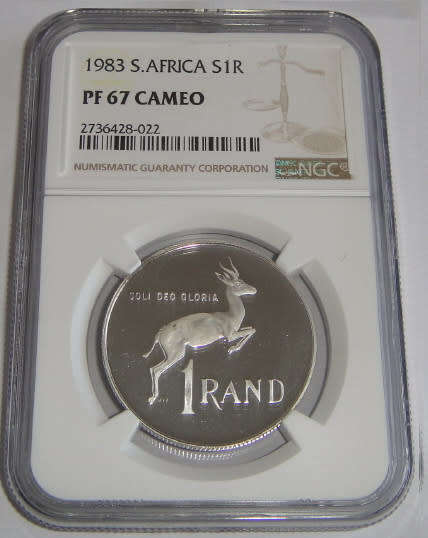 1983 S.AFRICA S1R
PF 67 CAMEO
2736428-022
NUMISMATIC GUARANTY CORPORATION
NGC®
SOLI DEO GLORIA
1 RAND